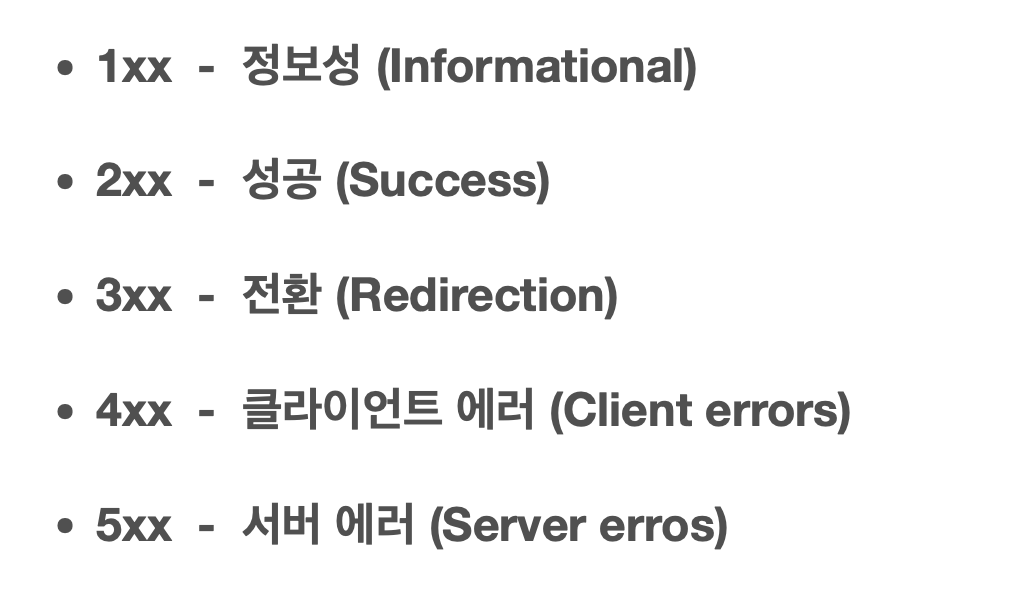 • 1xx - 정보성 (Informational)
• 2xx - 성공 (Success)
• 3xx - 전환 (Redirection)
• 4xx - 클라이언트 에러 (Client errors)
• 5xx - 서버 에러 (Server erros)